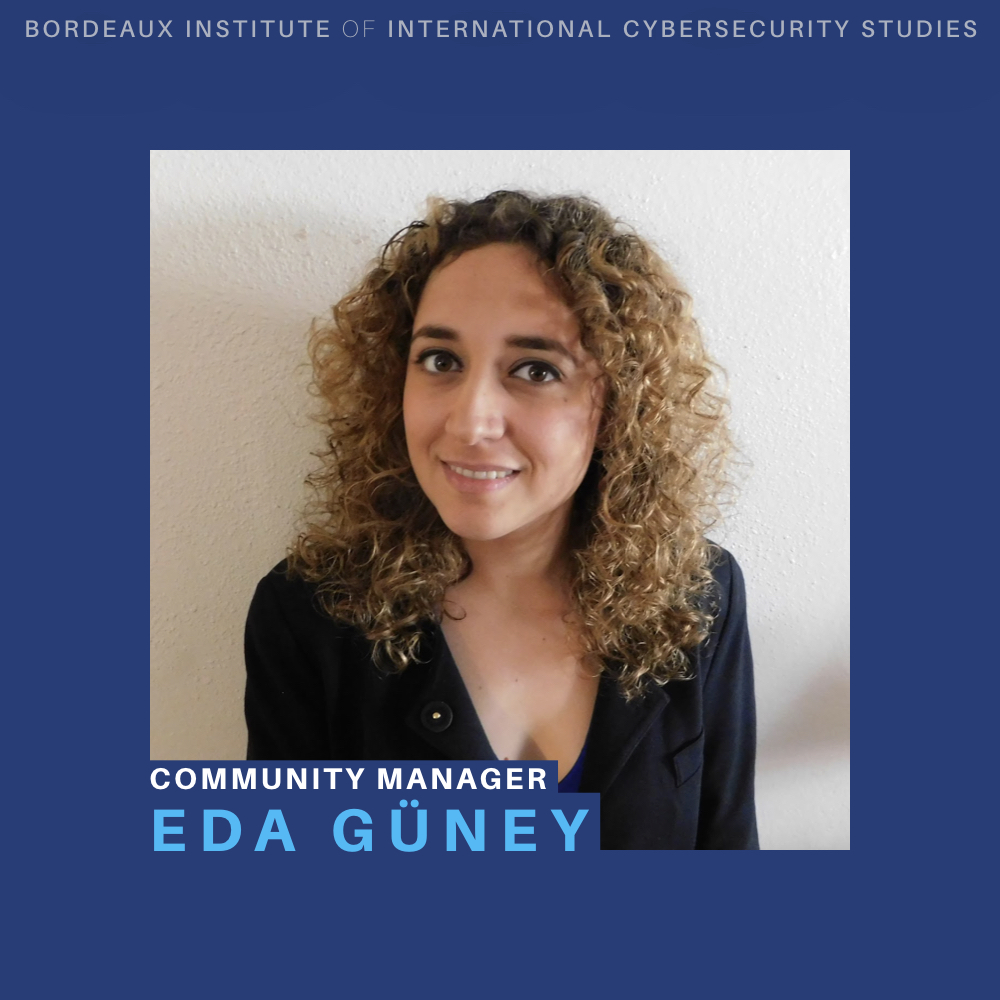 BORDEAUX INSTITUTE OF INTERNATIONAL CYBERSECURITY STUDIES
COMMUNITY MANAGER
EDA GÜNEY